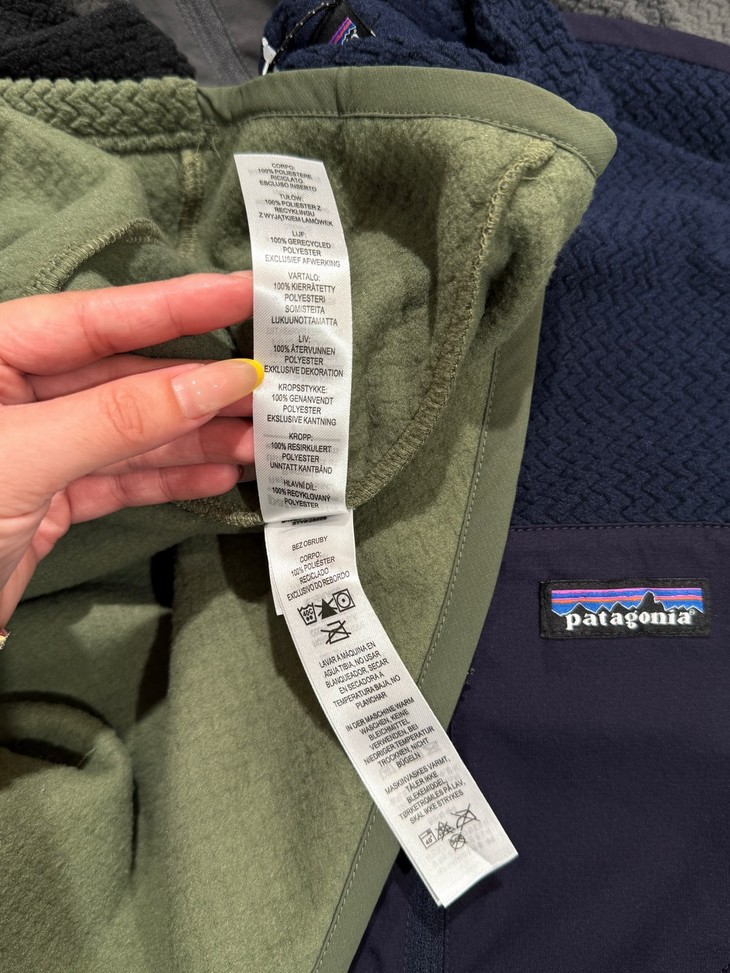 CORPO:
100% POLIESTERE
RICICLATO
ESCLUSO INSERTO
TUŁÓW:
100% POLIESTER Z
RECYKLINGU
Z WYJĄTKIEM LAMÓWEK
LIJF:
100% GERECYCLED
POLYESTER
EXCLUSIEF AFWERKING
VARTALO:
100% KIERRÄTETTY
POLYESTERI
SOMISTEITA
LUKUUNOTTAMATTA
LIV:
100% ÅTERVUNNEN
POLYESTER
EXKLUSIVE DEKORATION
KROPSSTYKKE:
100% GENANVENDT
POLYESTER
EKSLUSIVE KANTNING
KROPP:
100% RESIRKULERT
POLYESTER
UNNTATT KANTBÅND
HLAVNÍ DÍL:
100% RECYKLOVANÝ
POLYESTER
BEZ OBRUBY
CORPO:
100% POLIÉSTER
RECICLADO
EXCLUSIVO DO REBORDO
LAVAR À MÁQUINA EM
ÁGUA TIBIA, NO USAR
BLANQUEADOR, SECAR
EN SECADORA A
TEMPERATURA BAJA, NO
PLANCHAR
IN DER MASCHINE WARM
WASCHEN, KEINE
BLEICHMITTEL
VERWENDEN, BEI
NIEDRIGER TEMPERATUR
TROCKNEN, NICHT
BÜGELN
MASKINVASKES VARMT,
TÅLER IKKE
BLEKEMIDDEL,
TØRKETROMLES PÅ LAV,
SKAL IKKE STRYKES
patagonia®